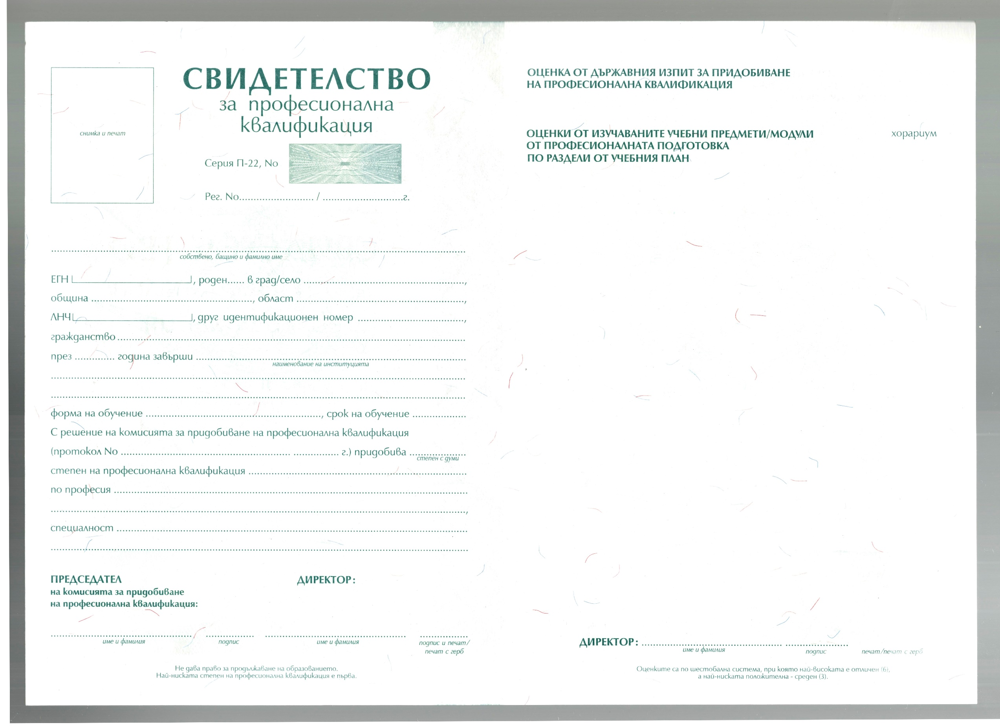 снимка и печат
СВИДЕТЕЛСТВО
за професионална
квалификация
Серия П-22, No
Рег. No.......................... / ............................г.
собствено, бащино и фамилно име
ЕГН, роден...... в град/село ........................................................,
община ........................................................, област ..........................................................,
ЛНЧ, друг идентификационен номер .....................................,
гражданство.........................................................................................................................
през .............. година завърши ..............................................................................................
наименование на институцията
форма на обучение ............................................................., срок на обучение ...................
С решение на комисията за придобиване на професионална квалификация
(протокол No ........................................................... ................ г.) придобива ....................
степен с думи
степен на професионална квалификация ............................................................................
по професия ...........................................................................................................................
,
специалност ..........................................................................................................................
ПРЕДСЕДАТЕЛ
на комисията за придобиване
на професионална квалификация:
ДИРЕКТОР:
име и фамилия подпис име и фамилия подпис и печат/
печат с герб
Не дава право за продължаване на образованието.
Най-ниската степен на професионална квалификация е първа.
ОЦЕНКА ОТ ДЪРЖАВНИЯ ИЗПИТ ЗА ПРИДОБИВАНЕ
НА ПРОФЕСИОНАЛНА КВАЛИФИКАЦИЯ
ОЦЕНКИ ОТ ИЗУЧАВАНИТЕ УЧЕБНИ ПРЕДМЕТИ/МОДУЛИ хорариум
ОТ ПРОФЕСИОНАЛНАТА ПОДГОТОВКА
ПО РАЗДЕЛИ ОТ УЧЕБНИЯ ПЛАН
ДИРЕКТОР: ................................................. ......................
име и фамилия подпис печат/печат с герб
Оценките са по шестобална система, при която най-високата е отличен (6),
а най-ниската положителна - среден (3).